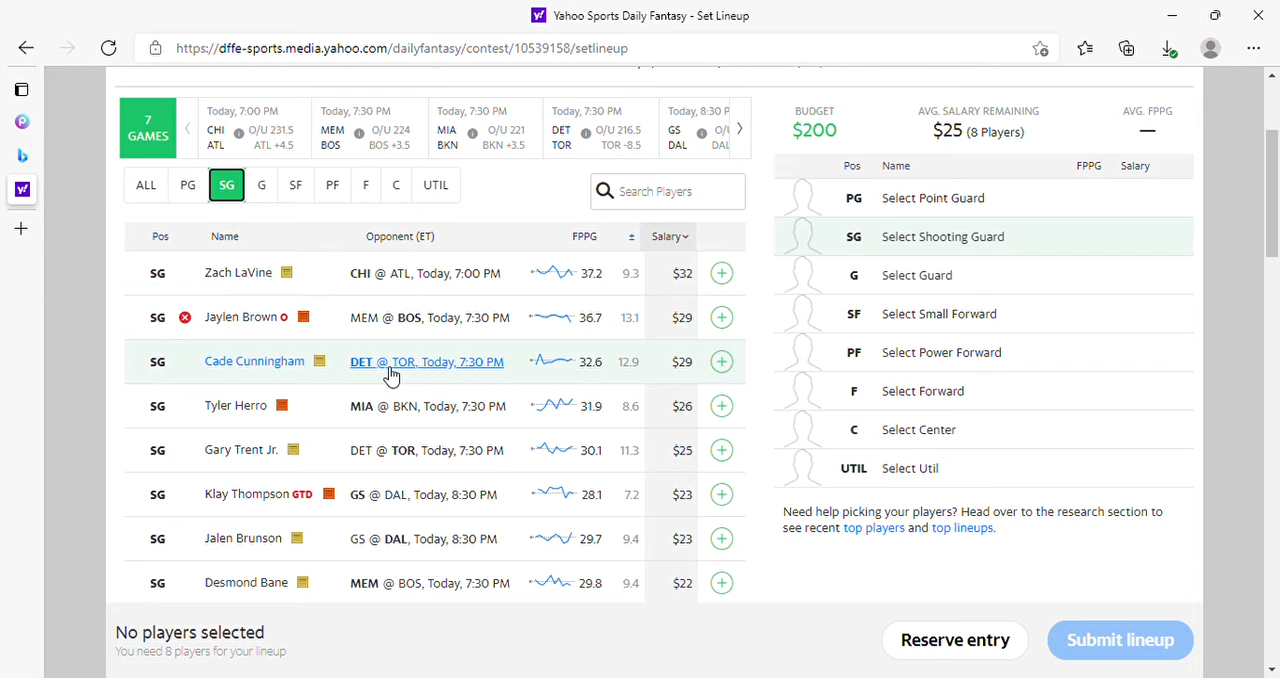 Yahoo Sports Daily Fantasy - Set Lineup
https://dffe-sports.media.yahoo.com/dailyfantasy/contest/10539158/setlineup
7 GAMES
Today, 7:00 PM
CHI O/U 231.5
ATL ATL +4.5
Today, 7:30 PM
MEM O/U 224
BOS BOS +3.5
Today, 7:30 PM
MIA O/U 221
BKN BKN +3.5
Today, 7:30 PM
DET O/U 216.5
TOR TOR -8.5
Today, 8:30 P
GS O/U
DAL DAL
BUDGET
$200
AVG. SALARY REMAINING
$25 (8 Players)
AVG. FPPG
—
ALL PG SG G SF PF F C UTIL
Search Players
Pos Name Opponent (ET) FPPG ± Salary
SG Zach LaVine CHI @ ATL, Today, 7:00 PM 37.2 9.3 $32
SG Jaylen Brown O MEM @ BOS, Today, 7:30 PM 36.7 13.1 $29
SG Cade Cunningham DET @ TOR, Today, 7:30 PM 32.6 12.9 $29
SG Tyler Herro MIA @ BKN, Today, 7:30 PM 31.9 8.6 $26
SG Gary Trent Jr. DET @ TOR, Today, 7:30 PM 30.1 11.3 $25
SG Klay Thompson GTD GS @ DAL, Today, 8:30 PM 28.1 7.2 $23
SG Jalen Brunson GS @ DAL, Today, 8:30 PM 29.7 9.4 $23
SG Desmond Bane MEM @ BOS, Today, 7:30 PM 29.8 9.4 $22
Pos Name FPPG Salary
PG Select Point Guard
SG Select Shooting Guard
G Select Guard
SF Select Small Forward
PF Select Power Forward
F Select Forward
C Select Center
UTIL Select Util
Need help picking your players? Head over to the research section to
see recent top players and top lineups.
No players selected
You need 8 players for your lineup
Reserve entry
Submit lineup